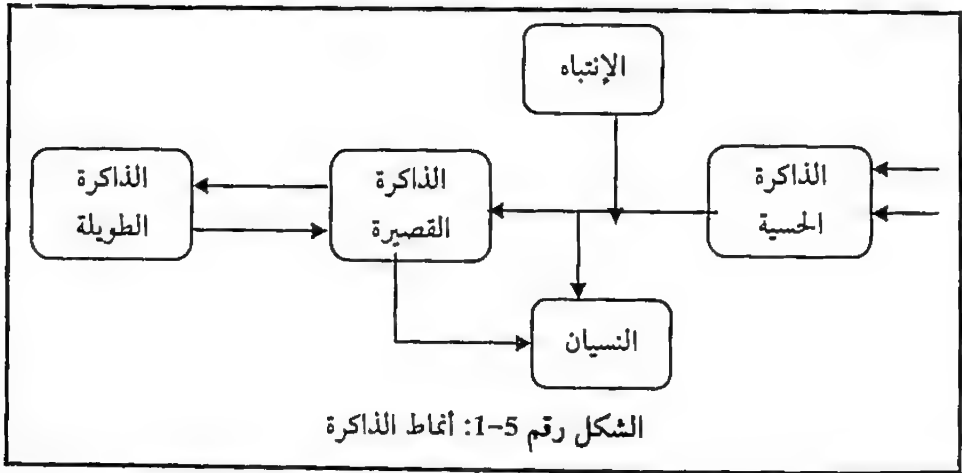 الإنتباه
الذاكرة
الحسية
الذاكرة
القصيرة
الذاكرة
الطويلة
النسيان
الشكل رقم 5-1: أنماط الذاكرة